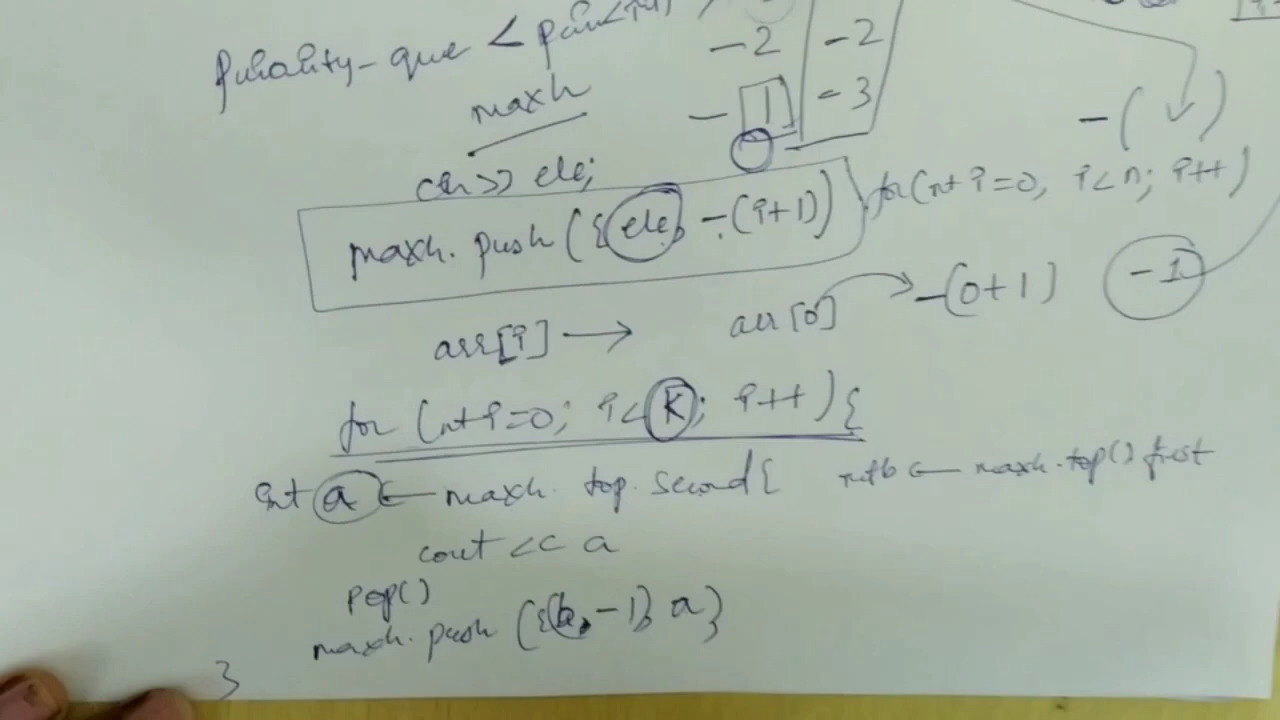 priority-que < pair<int
-2 -2
maxh
- 1 -3
-( )
cin >> ele;
maxh. push ({ele, -(i+1)) } for(int i=0, i<n; i++)
arr[i] → arr[0] → -(0+1) -1
for (int i=0; i<k; i++){
int a ← maxh. top. second{ int b ← maxh.top() first
cout << a
pop()
maxh. push ({b, -1} a}
}